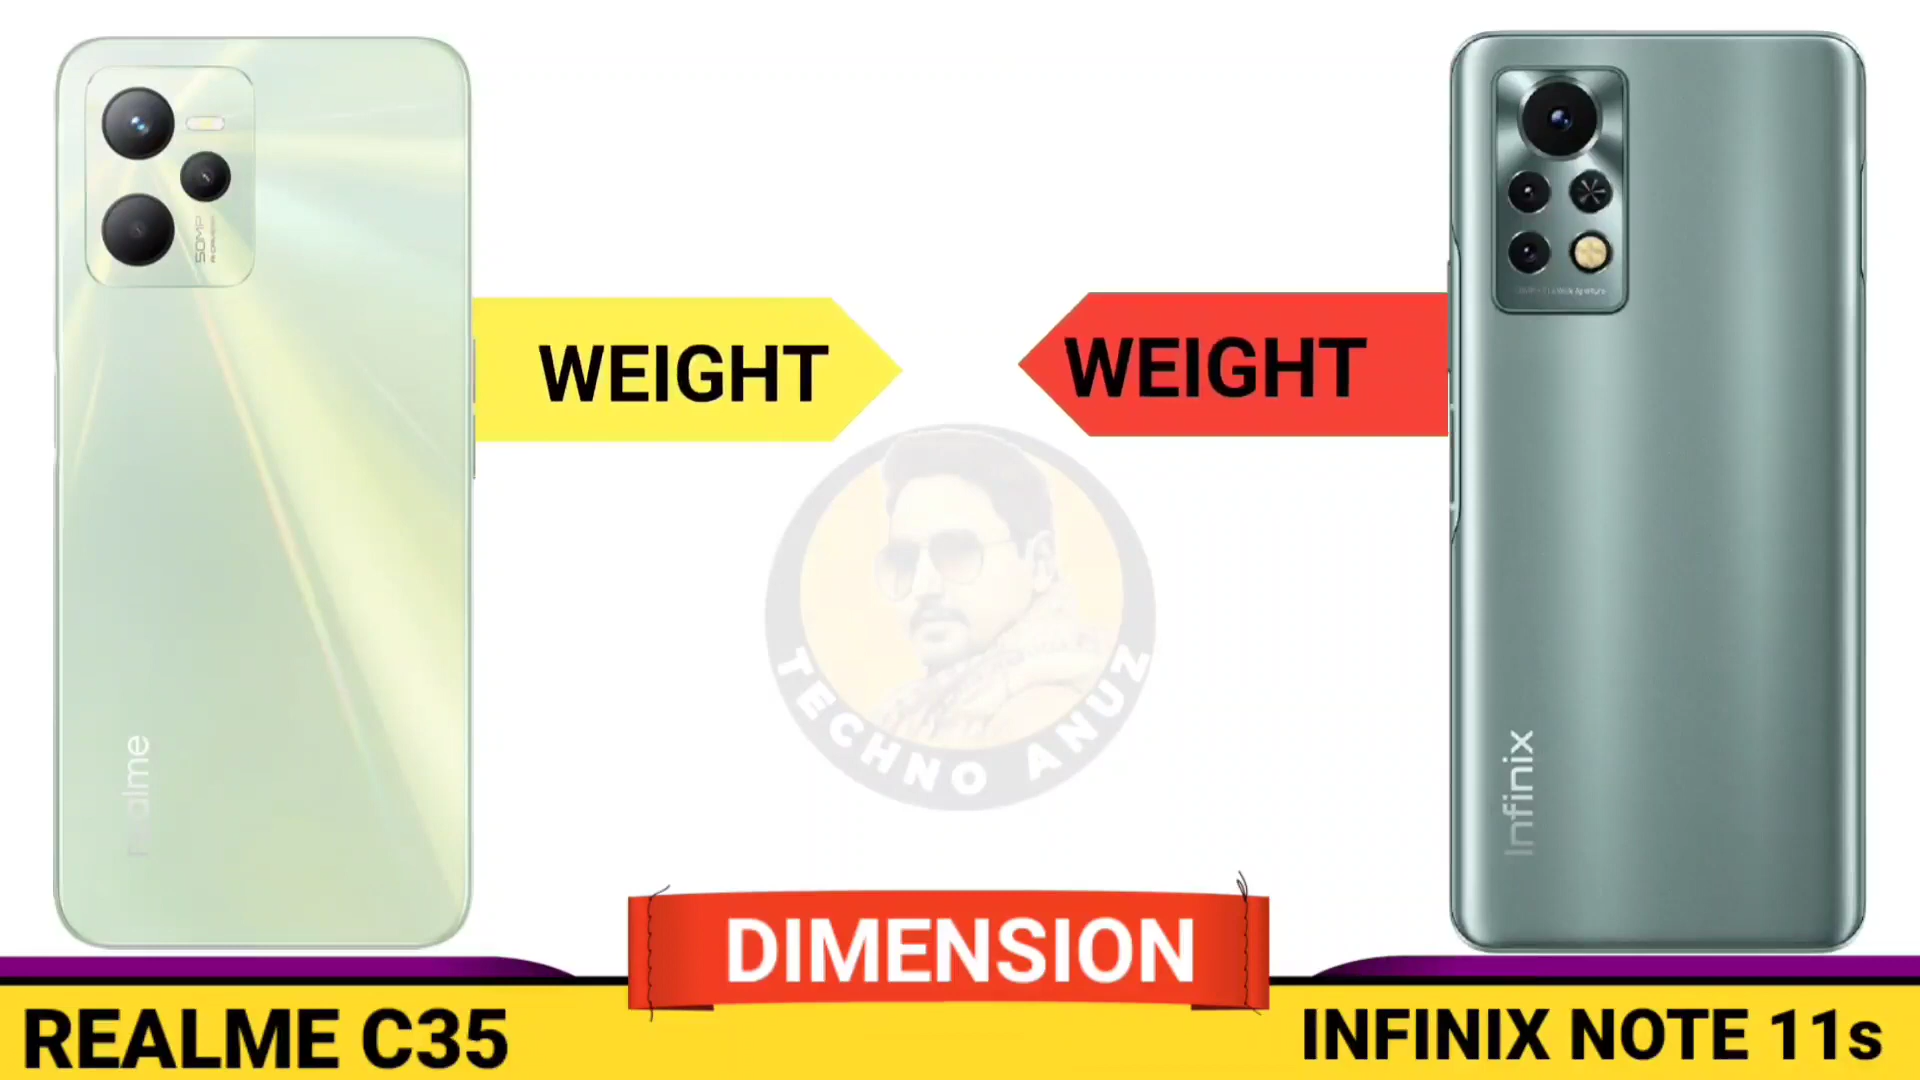 50MP
WEIGHT
WEIGHT
TECHNO ANUZ
realme
Infinix
DIMENSION
REALME C35
INFINIX NOTE 11s